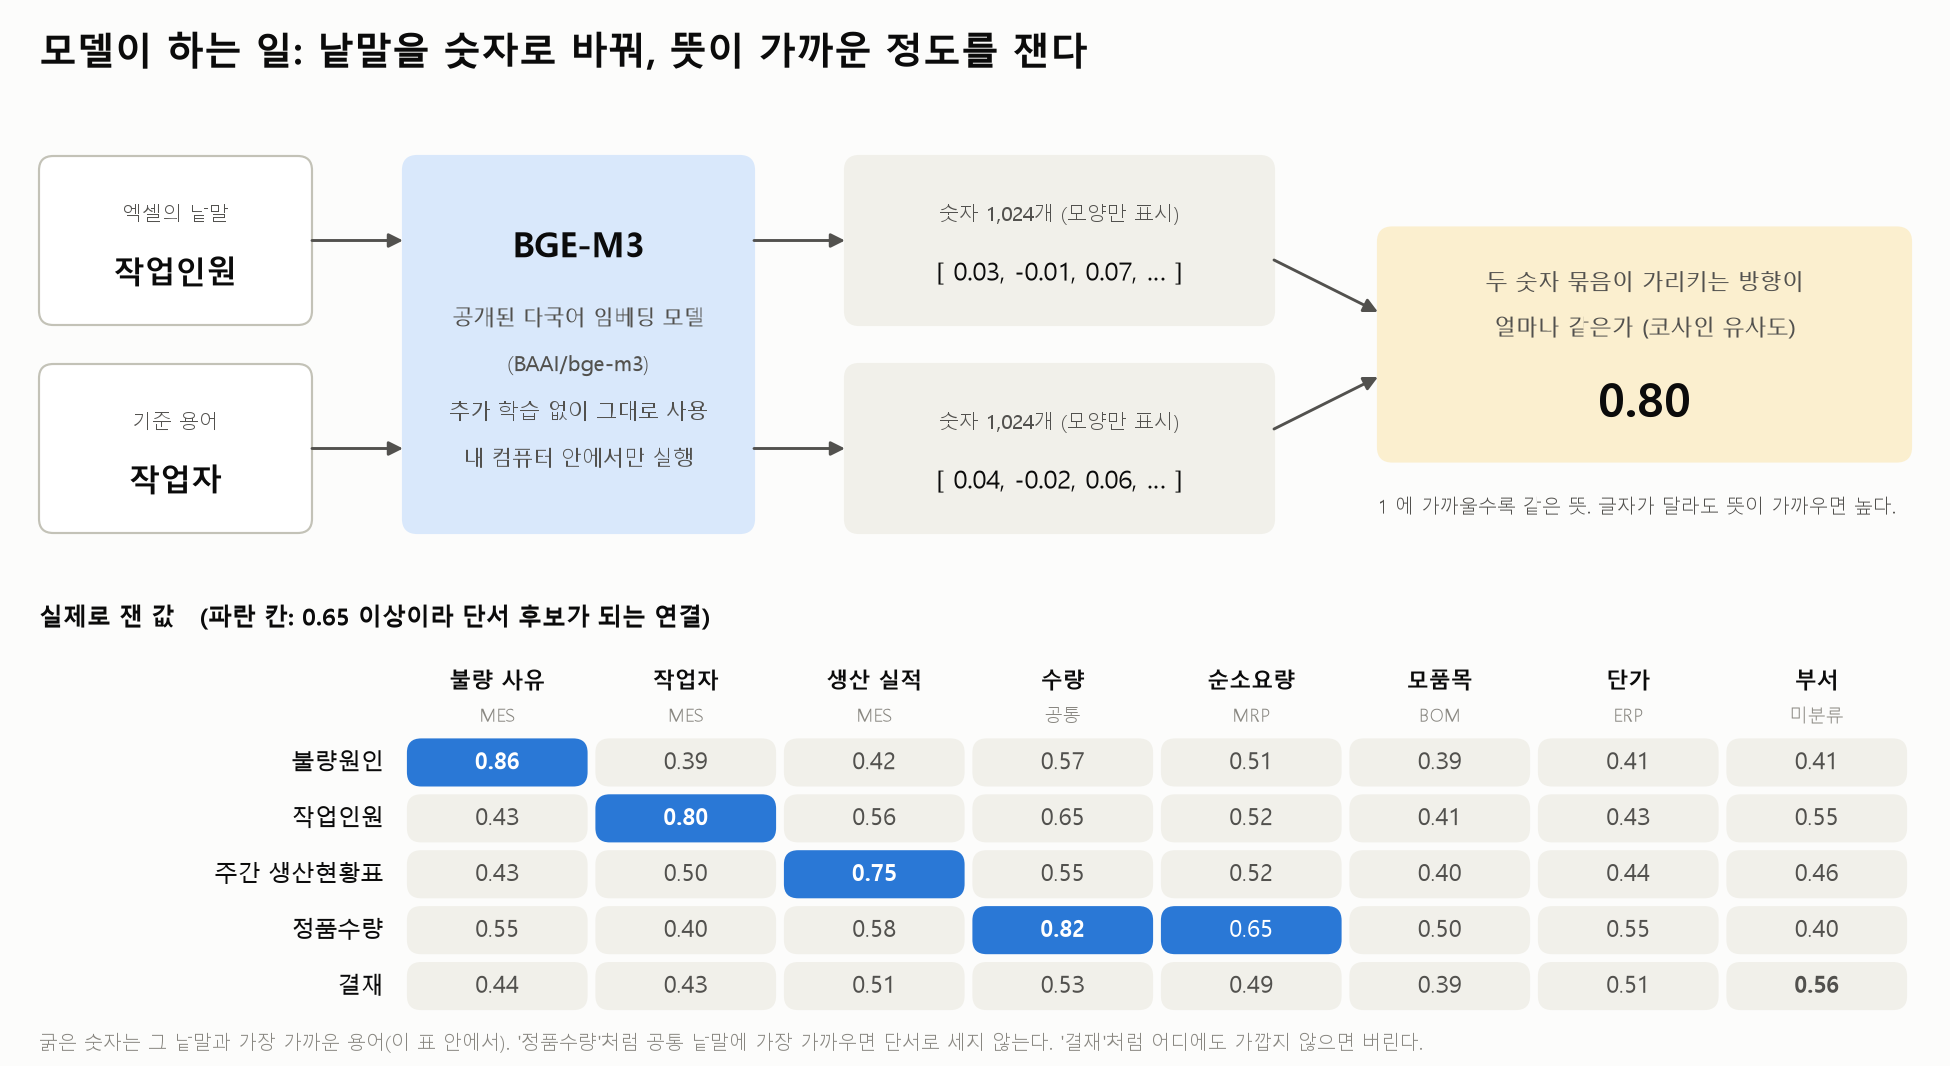 모델이 하는 일: 낱말을 숫자로 바꿔, 뜻이 가까운 정도를 잰다
엑셀의 낱말
작업인원
기준 용어
작업자
BGE-M3
공개된 다국어 임베딩 모델
(BAAI/bge-m3)
추가 학습 없이 그대로 사용
내 컴퓨터 안에서만 실행
숫자 1,024개 (모양만 표시)
[ 0.03, -0.01, 0.07, ... ]
숫자 1,024개 (모양만 표시)
[ 0.04, -0.02, 0.06, ... ]
두 숫자 묶음이 가리키는 방향이
얼마나 같은가 (코사인 유사도)
0.80
1 에 가까울수록 같은 뜻. 글자가 달라도 뜻이 가까우면 높다.
실제로 잰 값 (파란 칸: 0.65 이상이라 단서 후보가 되는 연결)
불량 사유 작업자 생산 실적 수량 순소요량 모품목 단가 부서
MES MES MES 공통 MRP BOM ERP 미분류
불량원인 0.86 0.39 0.42 0.57 0.51 0.39 0.41 0.41
작업인원 0.43 0.80 0.56 0.65 0.52 0.41 0.43 0.55
주간 생산현황표 0.43 0.50 0.75 0.55 0.52 0.40 0.44 0.46
정품수량 0.55 0.40 0.58 0.82 0.65 0.50 0.55 0.40
결재 0.44 0.43 0.51 0.53 0.49 0.39 0.51 0.56
굵은 숫자는 그 낱말과 가장 가까운 용어(이 표 안에서). '정품수량'처럼 공통 낱말에 가장 가까우면 단서로 세지 않는다. '결재'처럼 어디에도 가깝지 않으면 버린다.